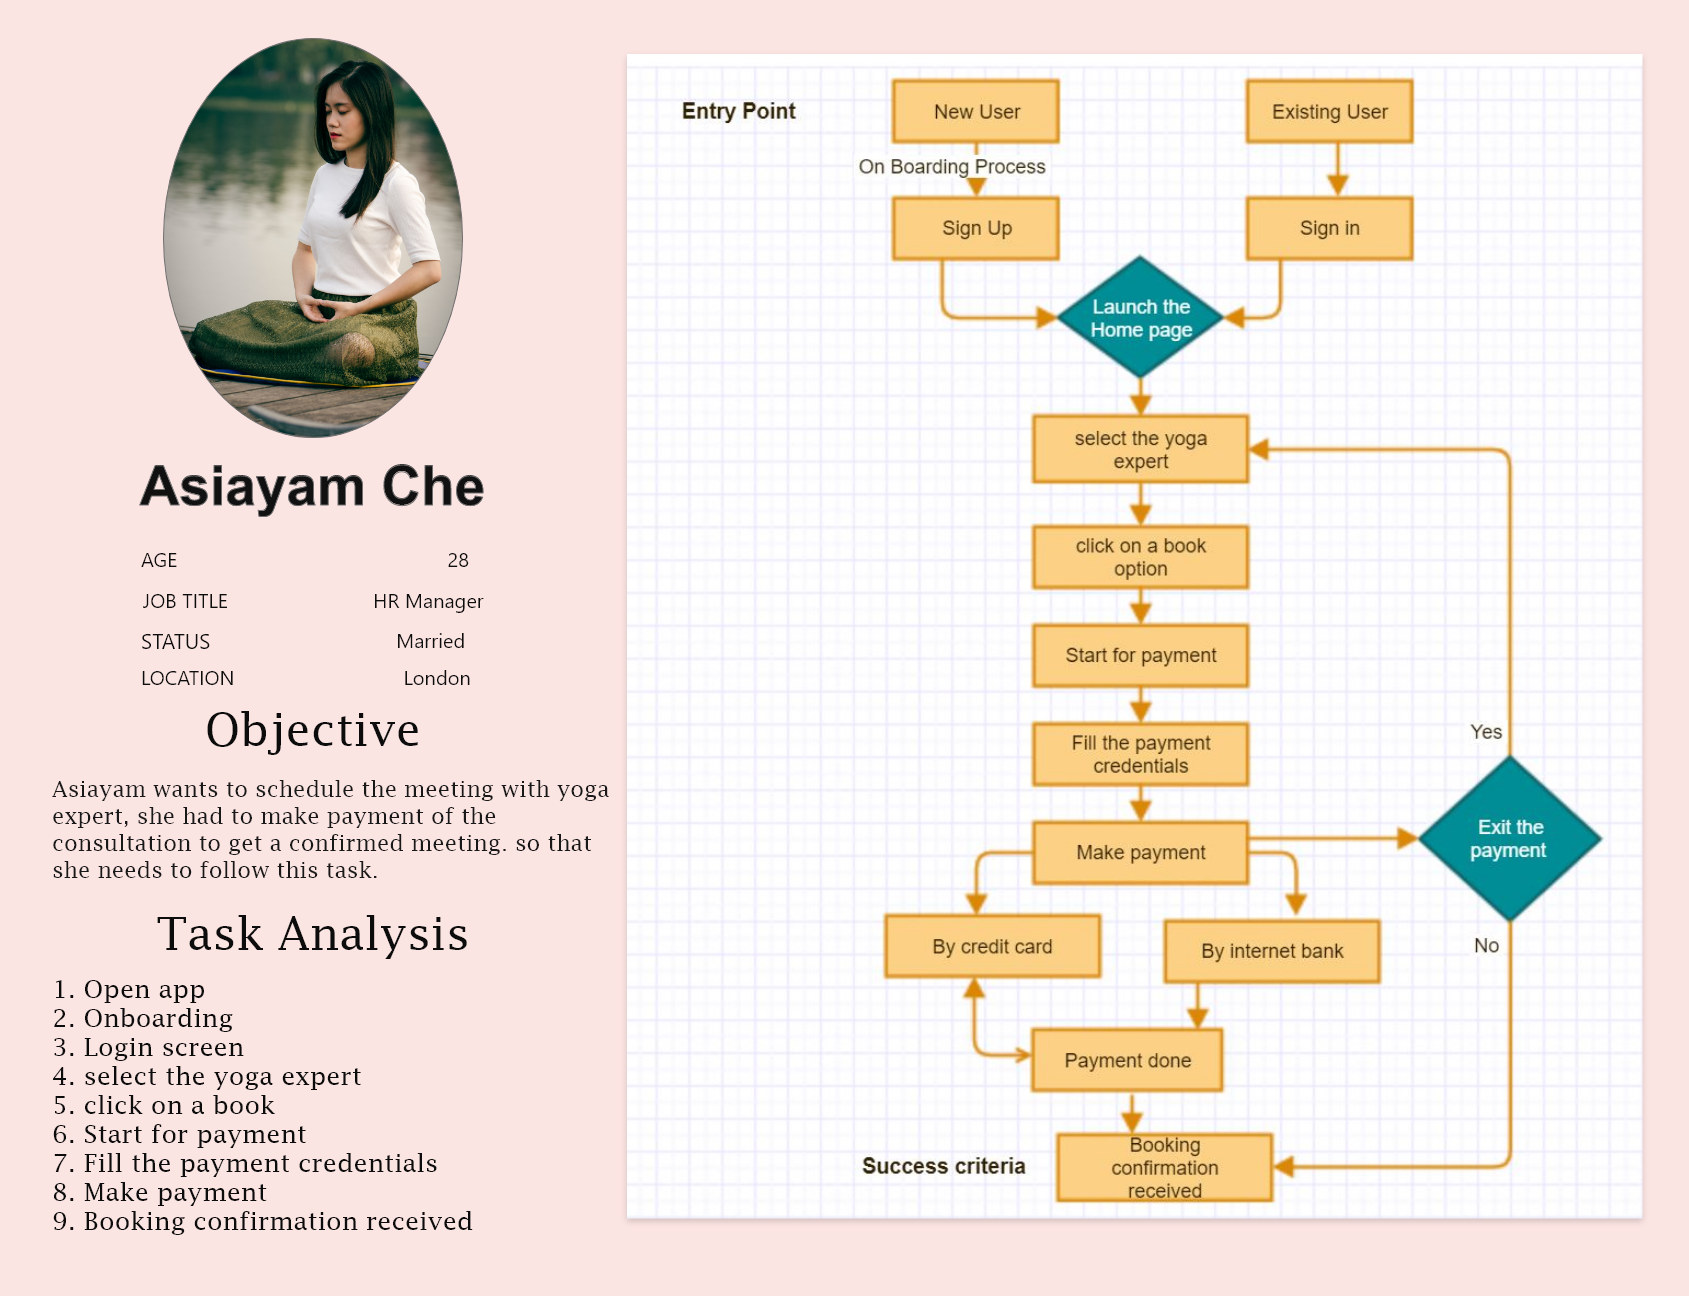 Asiayam Che
AGE 28
JOB TITLE HR Manager
STATUS Married
LOCATION London
Objective
Asiayam wants to schedule the meeting with yoga
expert, she had to make payment of the
consultation to get a confirmed meeting. so that
she needs to follow this task.
Task Analysis
1. Open app
2. Onboarding
3. Login screen
4. select the yoga expert
5. click on a book
6. Start for payment
7. Fill the payment credentials
8. Make payment
9. Booking confirmation received
Entry Point
New User
Existing User
On Boarding Process
Sign Up
Sign in
Launch the
Home page
select the yoga
expert
click on a book
option
Start for payment
Fill the payment
credentials
Make payment
Yes
Exit the
payment
No
By credit card
By internet bank
Payment done
Success criteria
Booking
confirmation
received